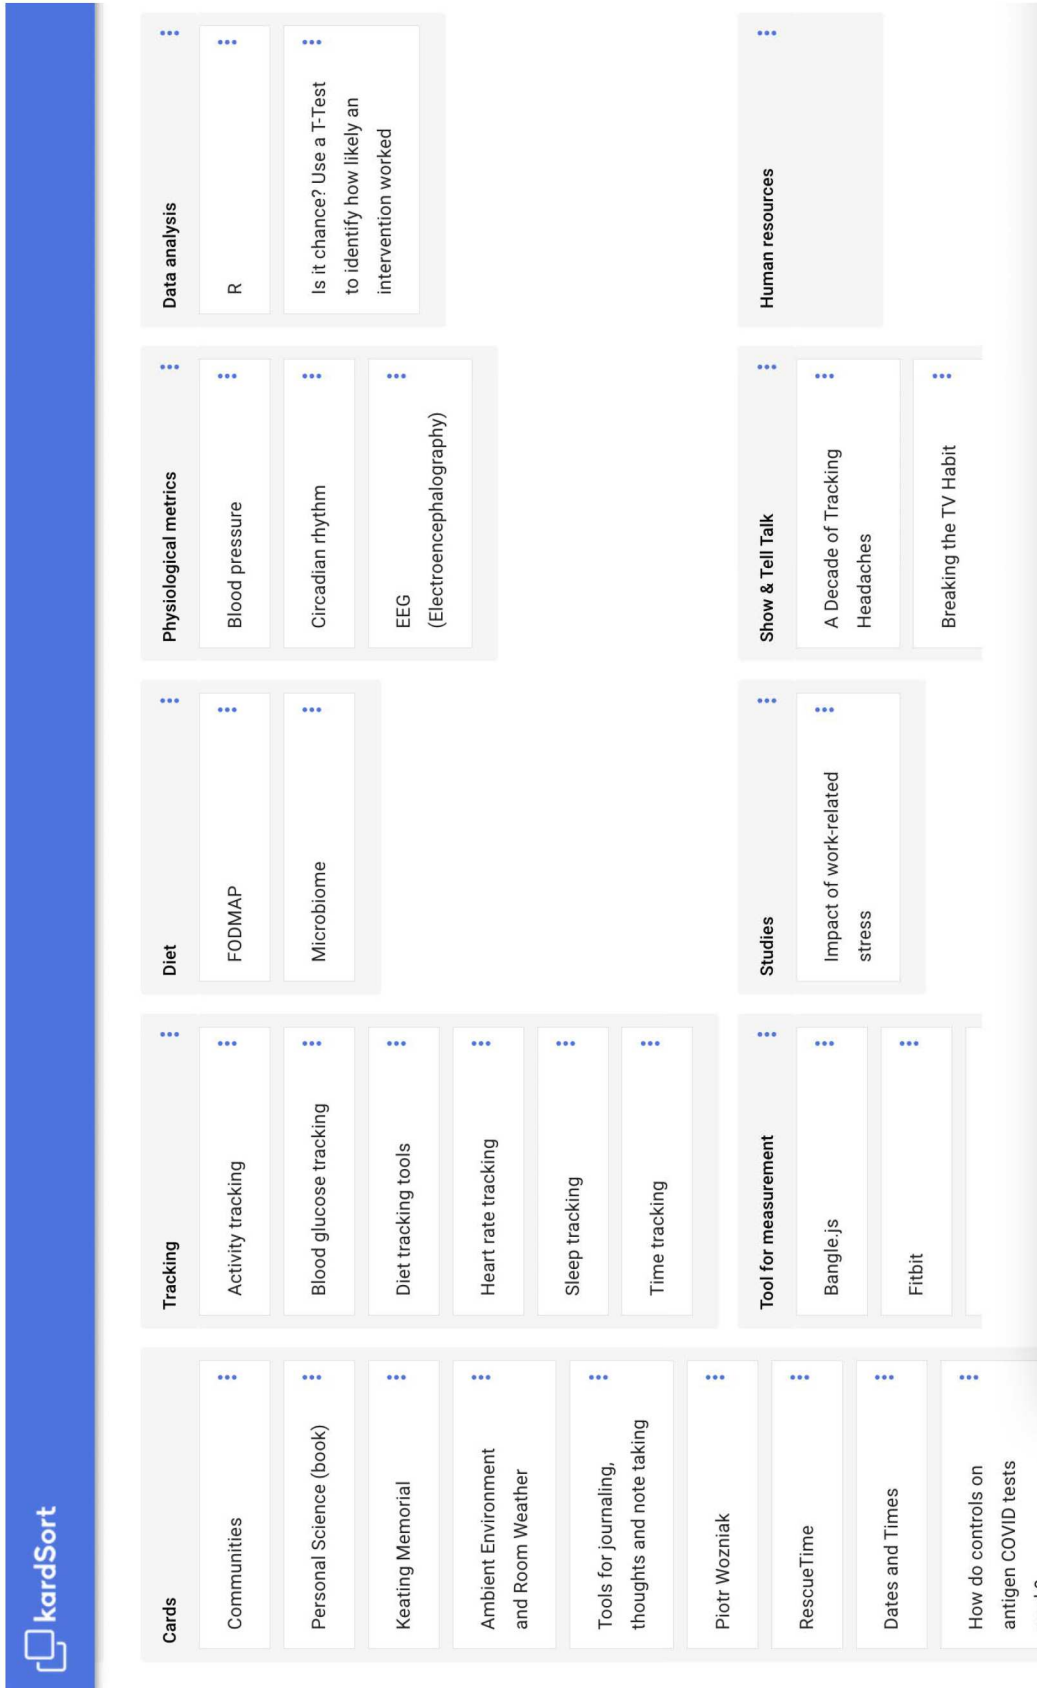 kardSort
Cards
Communities
Personal Science (book)
Keating Memorial
Ambient Environment
and Room Weather
Tools for journaling,
thoughts and note taking
Piotr Wozniak
RescueTime
Dates and Times
How do controls on
antigen COVID tests
Tracking
Activity tracking
Blood glucose tracking
Diet tracking tools
Heart rate tracking
Sleep tracking
Time tracking
Diet
FODMAP
Microbiome
Physiological metrics
Blood pressure
Circadian rhythm
EEG
(Electroencephalography)
Data analysis
R
Is it chance? Use a T-Test
to identify how likely an
intervention worked
Tool for measurement
Bangle.js
Fitbit
Studies
Impact of work-related
stress
Show & Tell Talk
A Decade of Tracking
Headaches
Breaking the TV Habit
Human resources